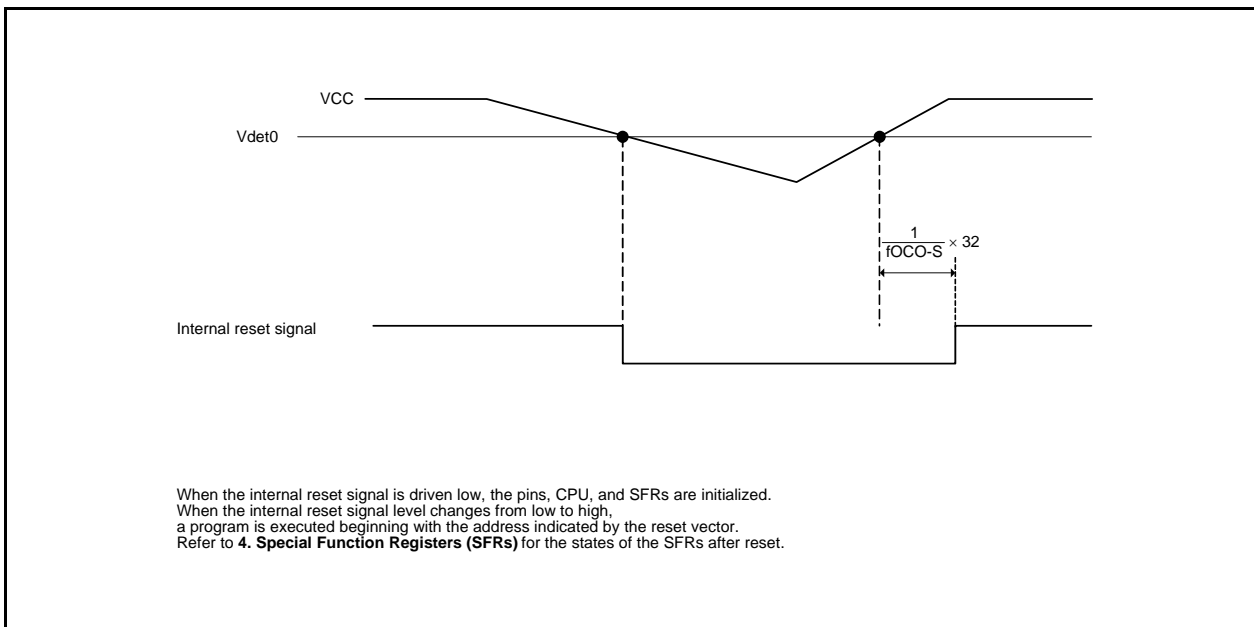 VCC
Vdet0
1
fOCO-S × 32
Internal reset signal
When the internal reset signal is driven low, the pins, CPU, and SFRs are initialized.
When the internal reset signal level changes from low to high,
a program is executed beginning with the address indicated by the reset vector.
Refer to 4. Special Function Registers (SFRs) for the states of the SFRs after reset.